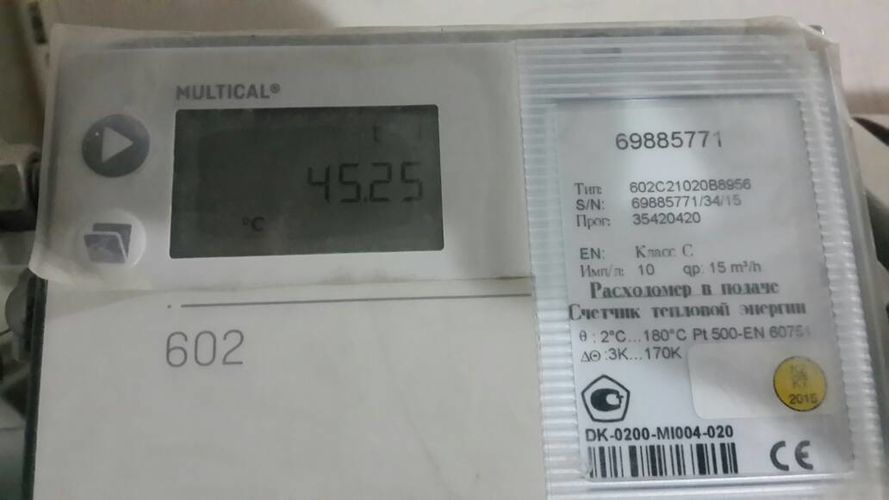 MULTICAL®
45.25
°C
602
69885771
Тип: 602C21020B8956
S/N: 69885771/34/15
Прог: 35420420
EN: Класс C
Имп/л: 10 qp: 15 m³/h
Расходомер в подаче
Счетчик тепловой энергии
θ : 2°C...180°C Pt 500-EN 60751
ΔΘ :3K...170K
2015
DK-0200-MI004-020
CE